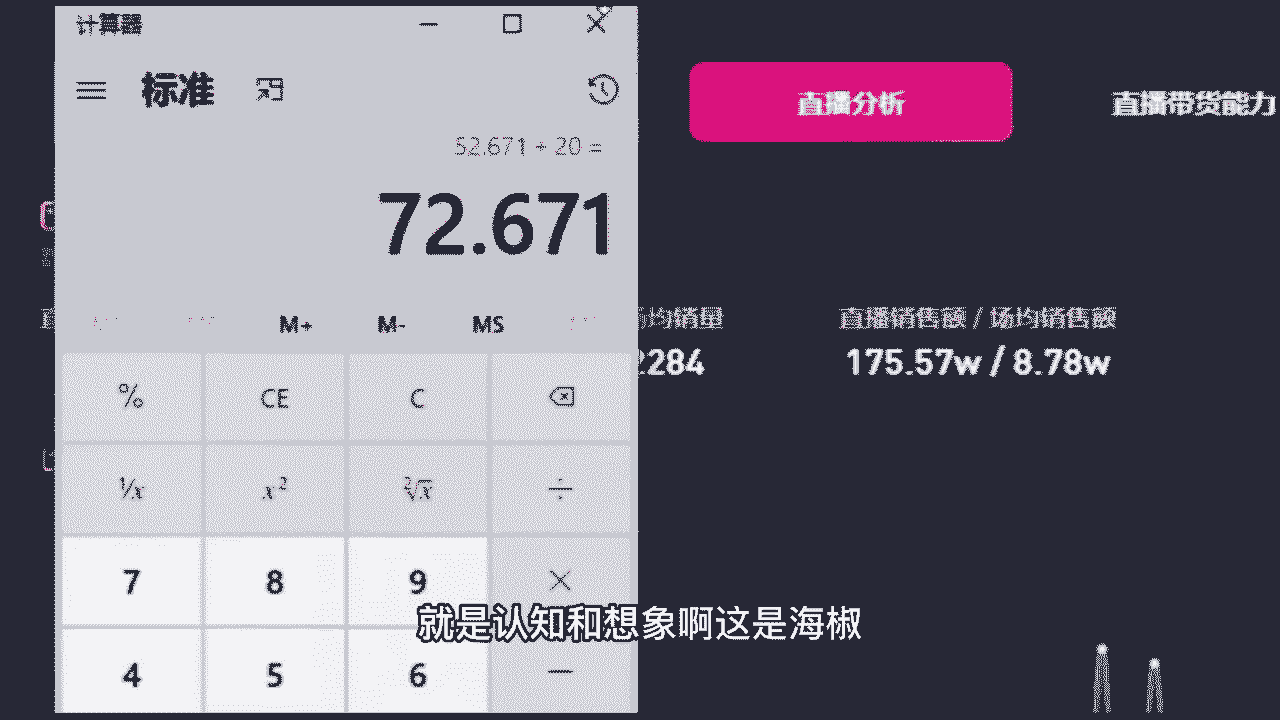 计算器
标准
52.671 + 20 =
72.671
M+ M- MS
% CE C
¹/x x² ²√x ÷
7 8 9 ×
4 5 6 —
直播分析
直播带货能力
场均销量
2284
直播销售额 / 场均销售额
175.57w / 8.78w
就是认知和想象啊这是海椒